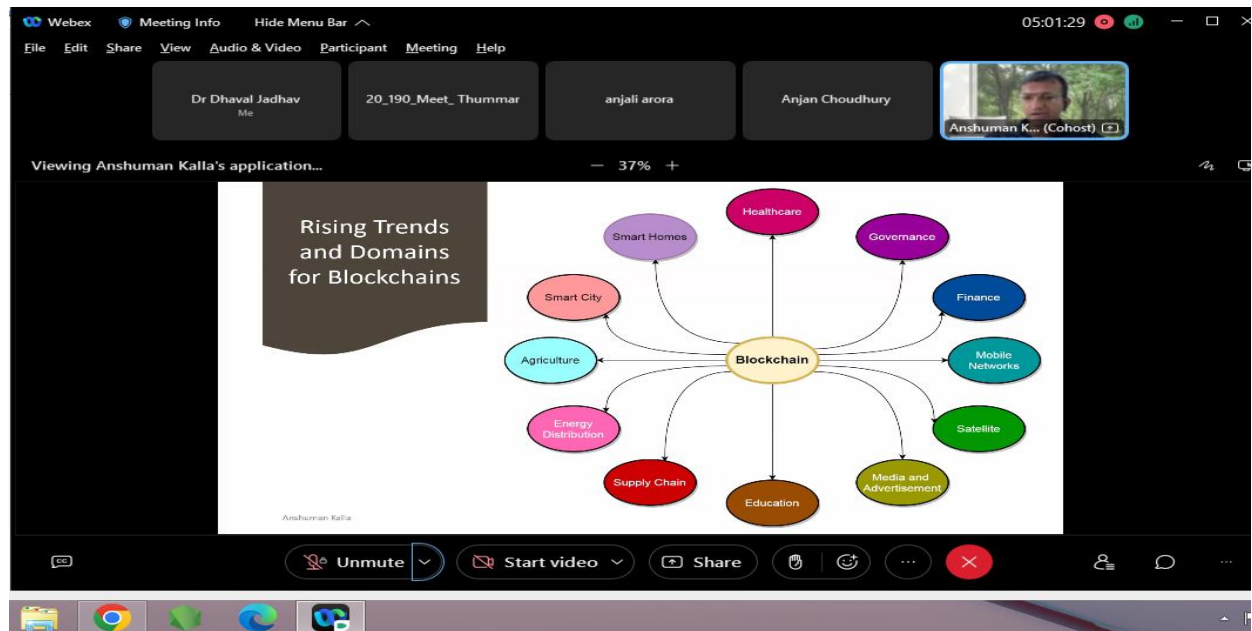 Webex Meeting Info Hide Menu Bar 05:01:29
File Edit Share View Audio & Video Participant Meeting Help
Dr Dhaval Jadhav
Me
20_190_Meet_ Thummar
anjali arora
Anjan Choudhury
Anshuman K... (Cohost)
Viewing Anshuman Kalla's application...
37%
Rising Trends
and Domains
for Blockchains
Healthcare
Smart Homes
Governance
Smart City
Finance
Agriculture
Blockchain
Mobile
Networks
Energy
Distribution
Satellite
Supply Chain
Media and
Advertisement
Education
Anshuman Kalla
CC
Unmute
Start video
Share